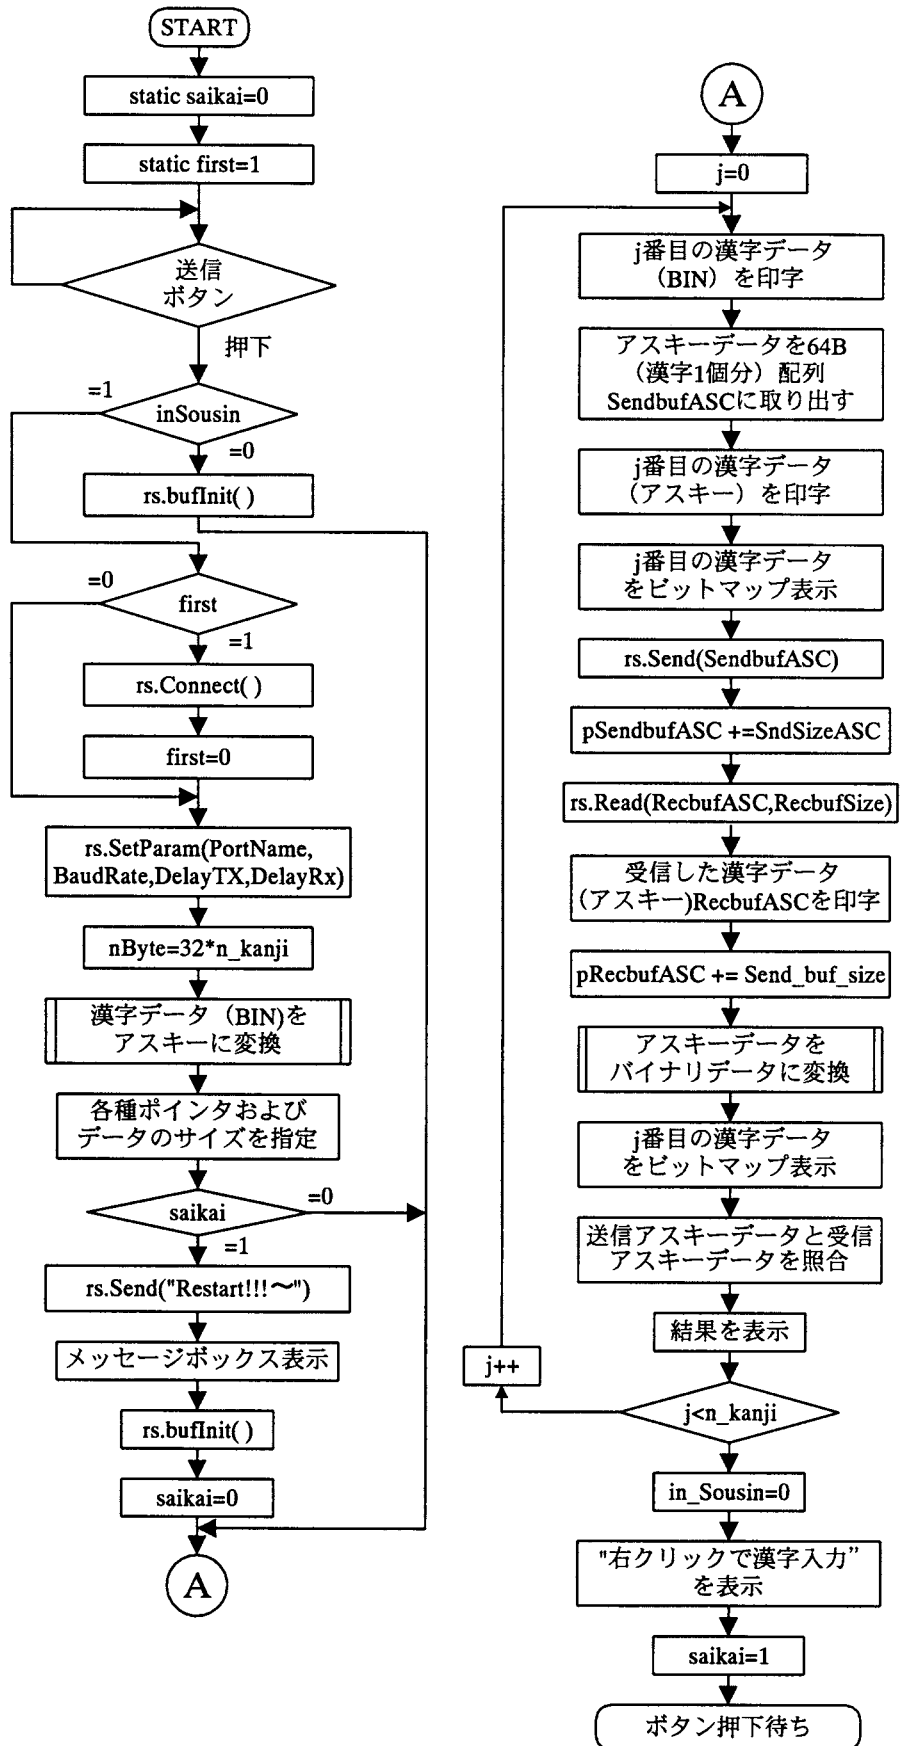 START
static saikai=0
static first=1
送信
ボタン
押下
=1
inSousin
=0
rs.bufInit( )
=0
first
=1
rs.Connect( )
first=0
rs.SetParam(PortName,
BaudRate,DelayTX,DelayRx)
nByte=32*n_kanji
漢字データ（BIN)を
アスキーに変換
各種ポインタおよび
データのサイズを指定
saikai
=0
=1
rs.Send("Restart!!!～")
メッセージボックス表示
rs.bufInit( )
saikai=0
A
A
j=0
j番目の漢字データ
（BIN）を印字
アスキーデータを64B
（漢字1個分）配列
SendbufASCに取り出す
j番目の漢字データ
（アスキー）を印字
j番目の漢字データ
をビットマップ表示
rs.Send(SendbufASC)
pSendbufASC +=SndSizeASC
rs.Read(RecbufASC,RecbufSize)
受信した漢字データ
（アスキー)RecbufASCを印字
pRecbufASC += Send_buf_size
アスキーデータを
バイナリデータに変換
j番目の漢字データ
をビットマップ表示
送信アスキーデータと受信
アスキーデータを照合
結果を表示
j++
j<n_kanji
in_Sousin=0
"右クリックで漢字入力”
を表示
saikai=1
ボタン押下待ち